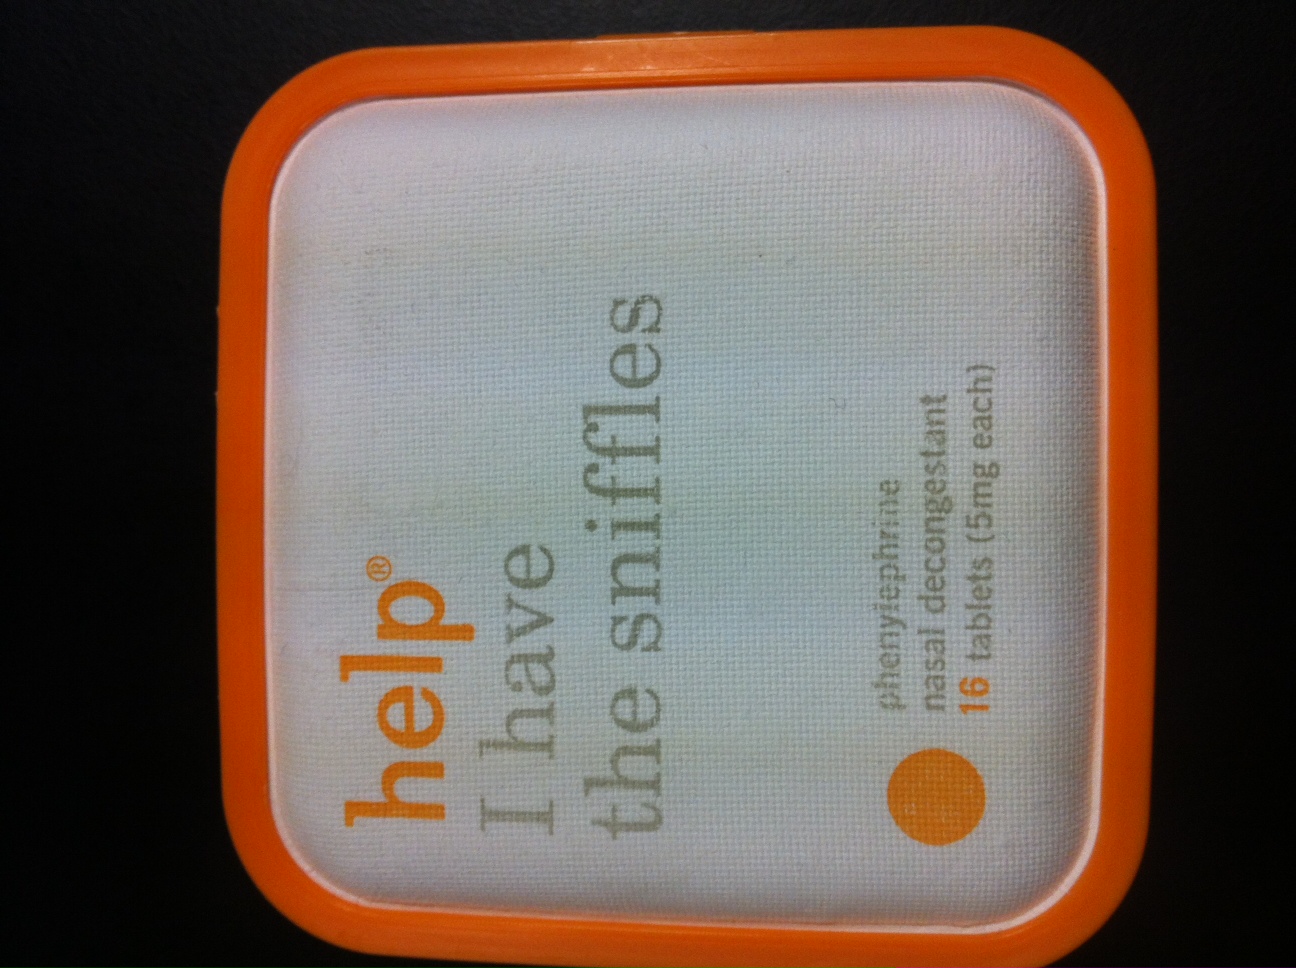 help®
I have
the sniffles
phenylephrine
nasal decongestant
16 tablets (5mg each)